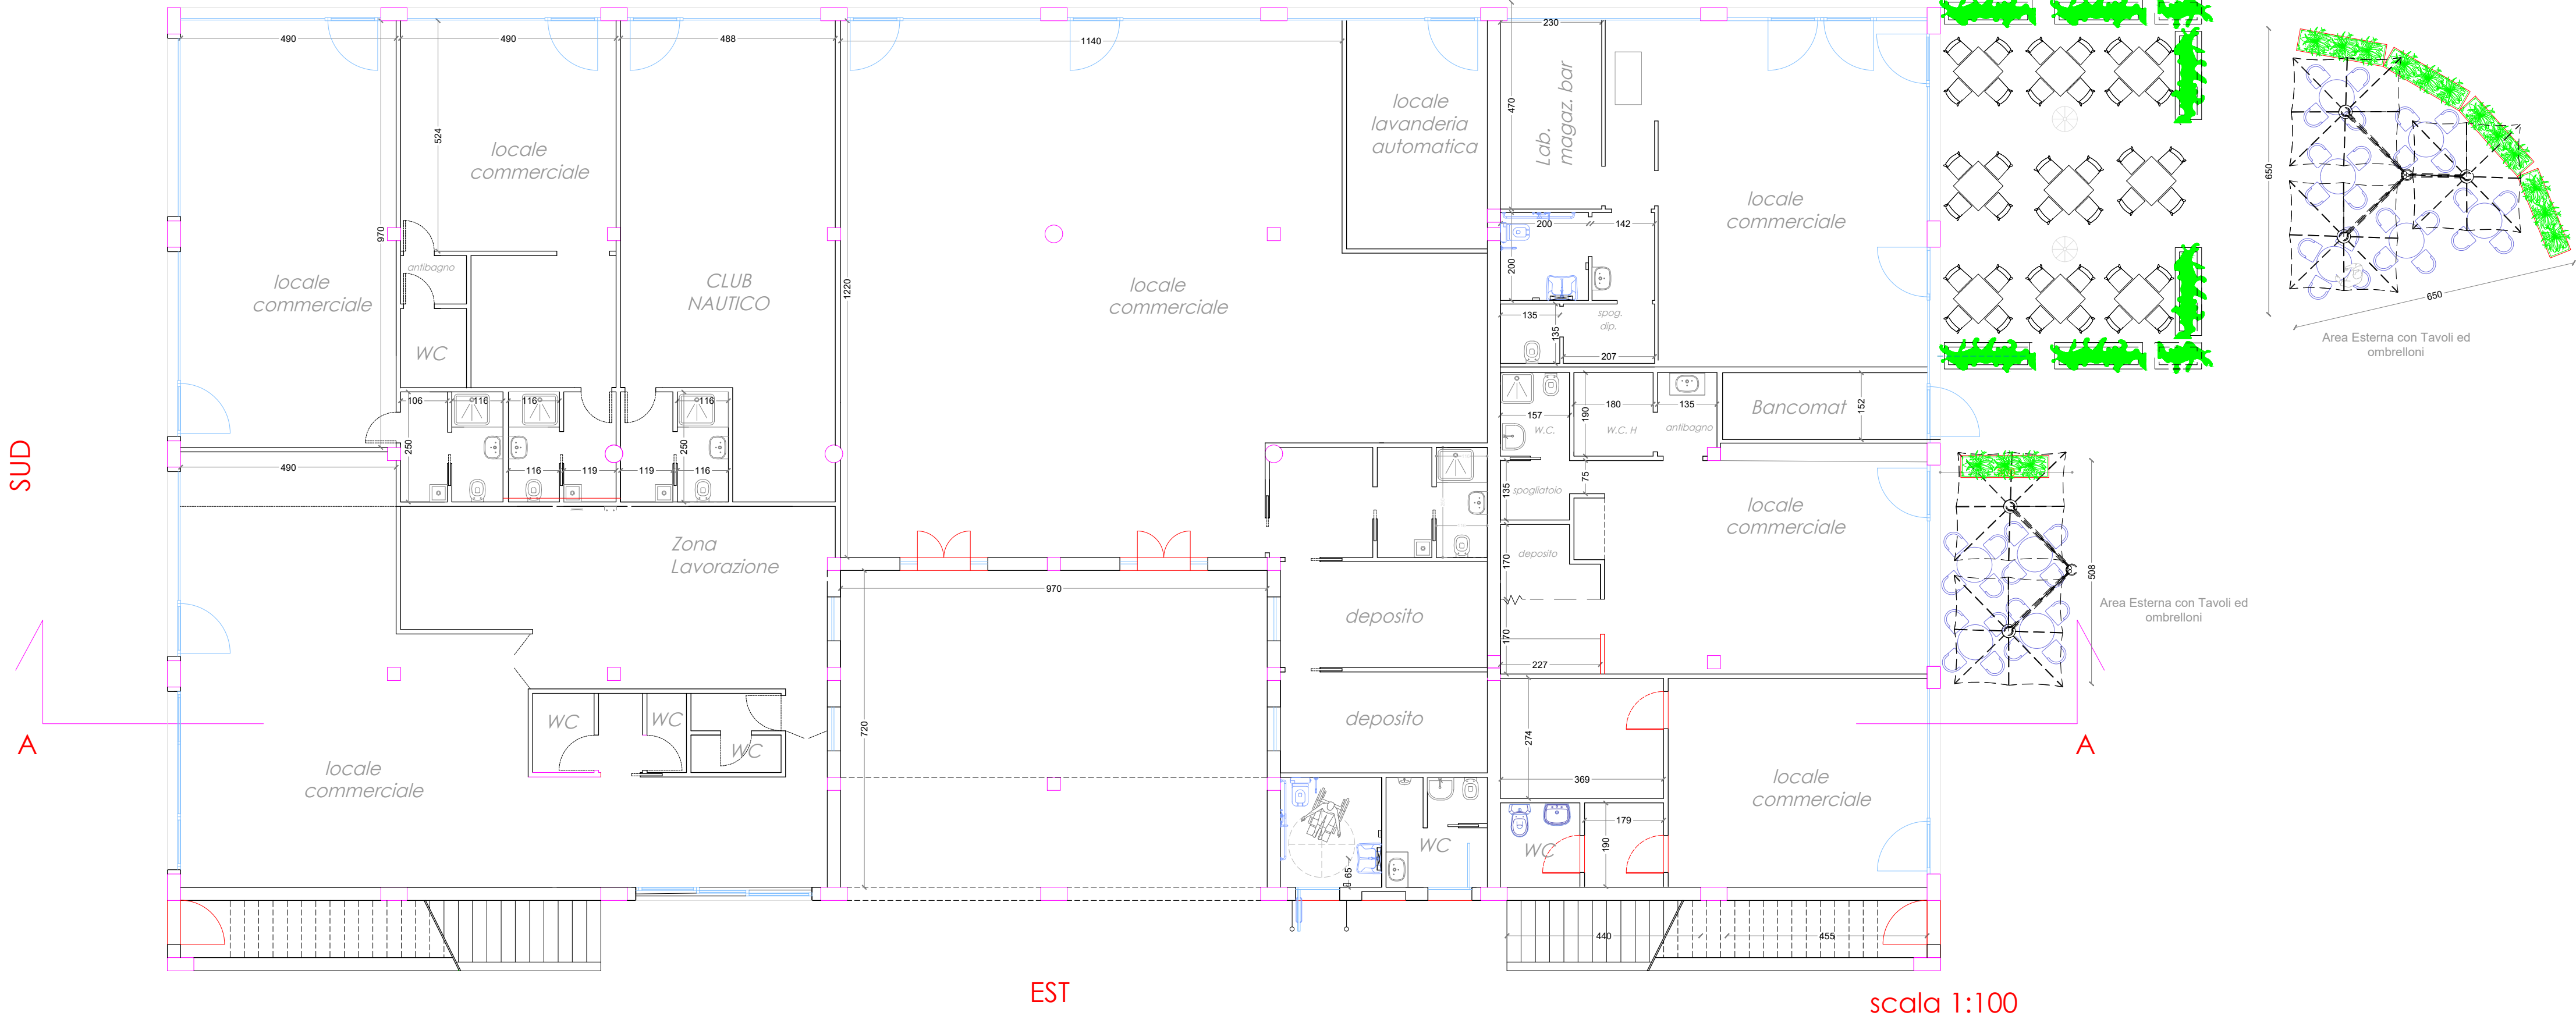 490
490
488
1140
230
524
470
locale
commerciale
locale
lavanderia
automatica
Lab.
magaz. bar
650
970
locale
commerciale
200
142
antibagno
200
locale
commerciale
CLUB
NAUTICO
1220
locale
commerciale
650
135
135
spog.
dip.
207
Area Esterna con Tavoli ed
ombrelloni
WC
106
116
116
116
250
250
116
119
119
116
157
W.C.
180
190
W.C. H
135
antibagno
Bancomat
152
SUD
490
135
spogliatoio
75
locale
commerciale
Zona
Lavorazione
deposito
170
508
970
deposito
Area Esterna con Tavoli ed
ombrelloni
170
227
A
WC
WC
WC
720
deposito
274
369
A
locale
commerciale
locale
commerciale
65
WC
WC
179
190
440
455
EST
scala 1:100